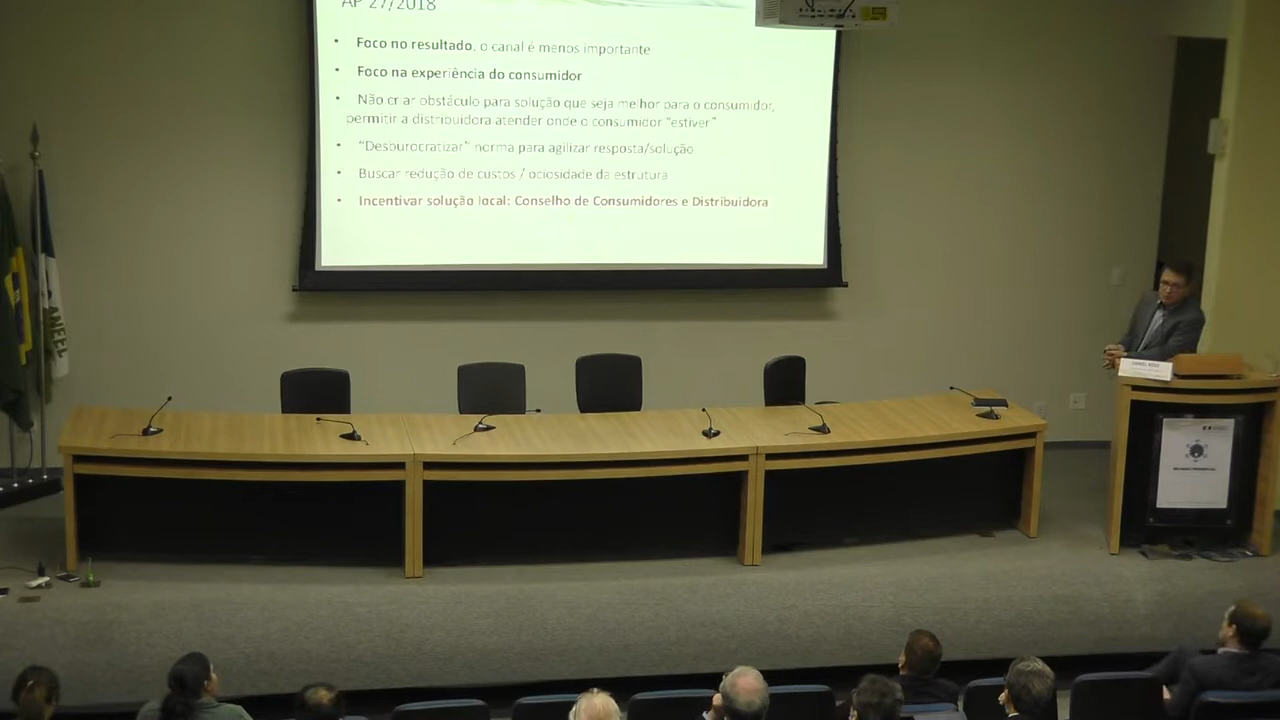 AP 27/2018
• Foco no resultado, o canal é menos importante
• Foco na experiência do consumidor
• Não criar obstáculo para solução que seja melhor para o consumidor,
permitir a distribuidora atender onde o consumidor “estiver”
• “Desburocratizar” norma para agilizar resposta/solução
• Buscar redução de custos / ociosidade da estrutura
• Incentivar solução local: Conselho de Consumidores e Distribuidora
ANEEL